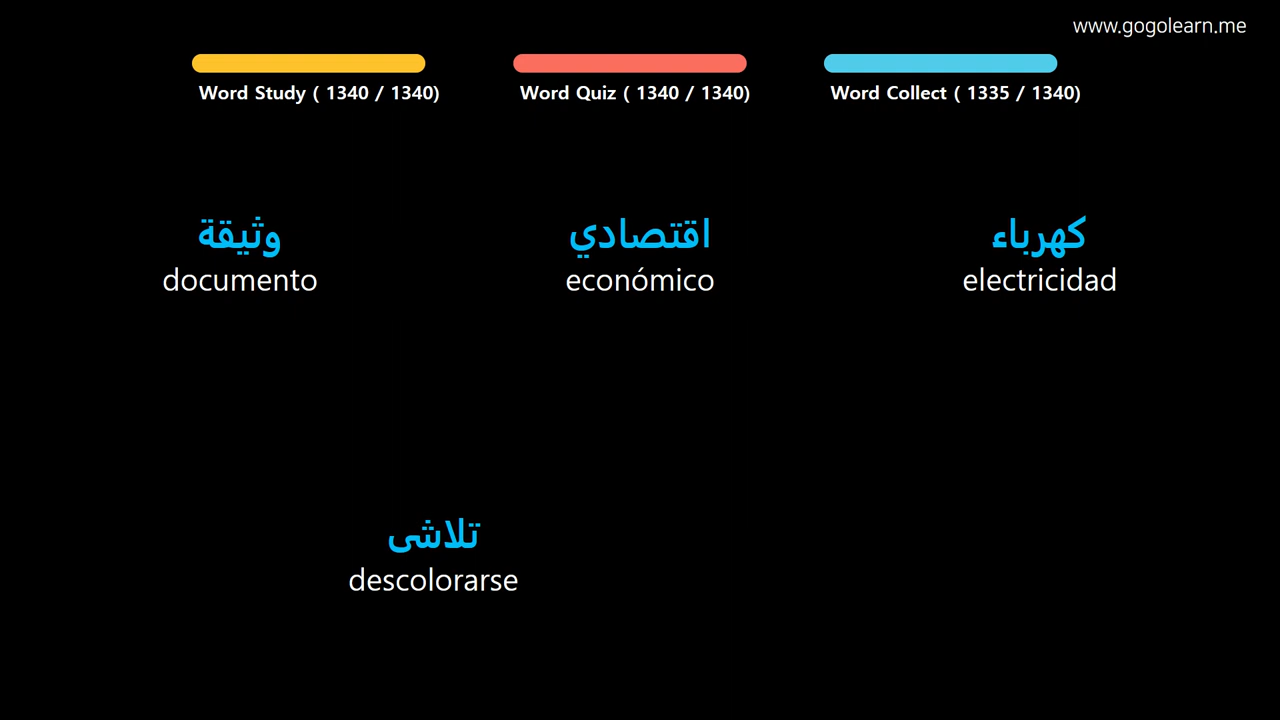 www.gogolearn.me
Word Study ( 1340 / 1340)
Word Quiz ( 1340 / 1340)
Word Collect ( 1335 / 1340)
وثيقة
documento
اقتصادي
económico
كهرباء
electricidad
تلاشى
descolorarse